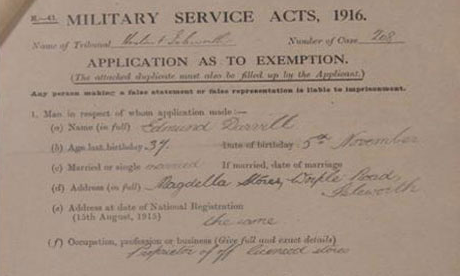 R.—41. MILITARY SERVICE ACTS, 1916.
Name of Tribunal Isleworth Number of Case
APPLICATION AS TO EXEMPTION.
(The attached duplicate must also be filled up by the Applicant.)
Any person making a false statement or false representation is liable to imprisonment.
1. Man in respect of whom application made:—
(a) Name (in full) Edmund Darvill
(b) Age last birthday 37. Date of birthday 5th November
(c) Married or single married If married, date of marriage
(d) Address (in full) Magdella Stores, Worple Road,
Isleworth
(e) Address at date of National Registration
(15th August, 1915) the same
(f) Occupation, profession or business (Give full and exact details)
Proprietor of off licensed stores